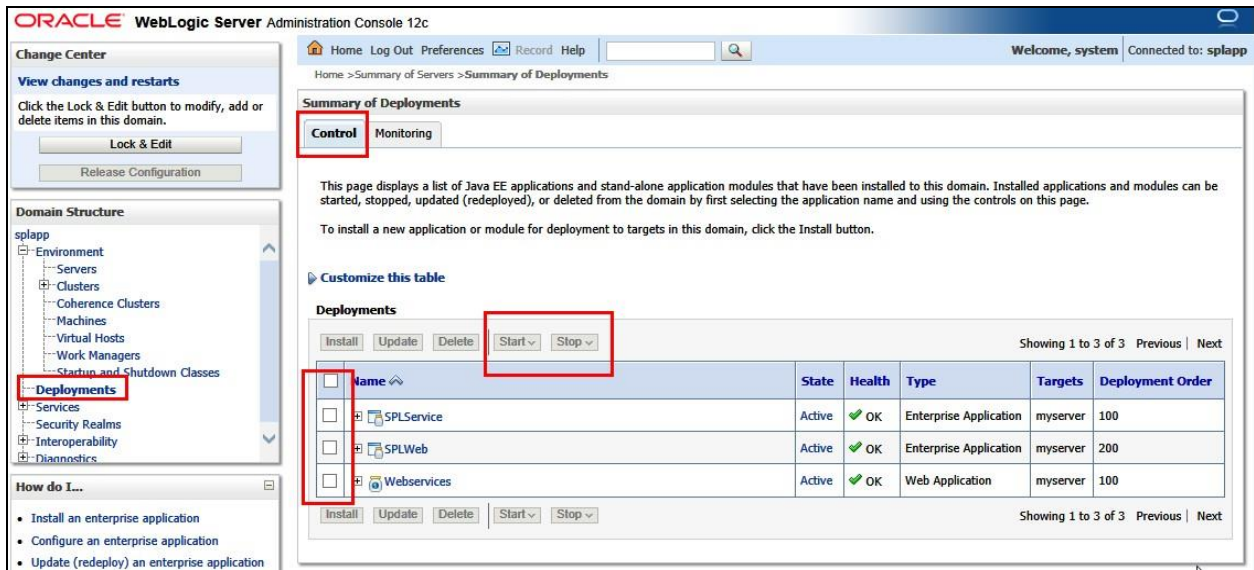 ORACLE WebLogic Server Administration Console 12c
Change Center
View changes and restarts
Click the Lock & Edit button to modify, add or
delete items in this domain.
Lock & Edit
Release Configuration
Domain Structure
splapp
Environment
Servers
Clusters
Coherence Clusters
Machines
Virtual Hosts
Work Managers
Startup and Shutdown Classes
Deployments
Services
Security Realms
Interoperability
Diagnostics
How do I...
Install an enterprise application
Configure an enterprise application
Update (redeploy) an enterprise application
Home Log Out Preferences Record Help
Welcome, system Connected to: splapp
Home >Summary of Servers >Summary of Deployments
Summary of Deployments
Control Monitoring
This page displays a list of Java EE applications and stand-alone application modules that have been installed to this domain. Installed applications and modules can be
started, stopped, updated (redeployed), or deleted from the domain by first selecting the application name and using the controls on this page.
To install a new application or module for deployment to targets in this domain, click the Install button.
Customize this table
Deployments
Install Update Delete Start Stop Showing 1 to 3 of 3 Previous | Next
Name State Health Type Targets Deployment Order
SPLService Active OK Enterprise Application myserver 100
SPLWeb Active OK Enterprise Application myserver 200
Webservices Active OK Web Application myserver 100
Install Update Delete Start Stop Showing 1 to 3 of 3 Previous | Next